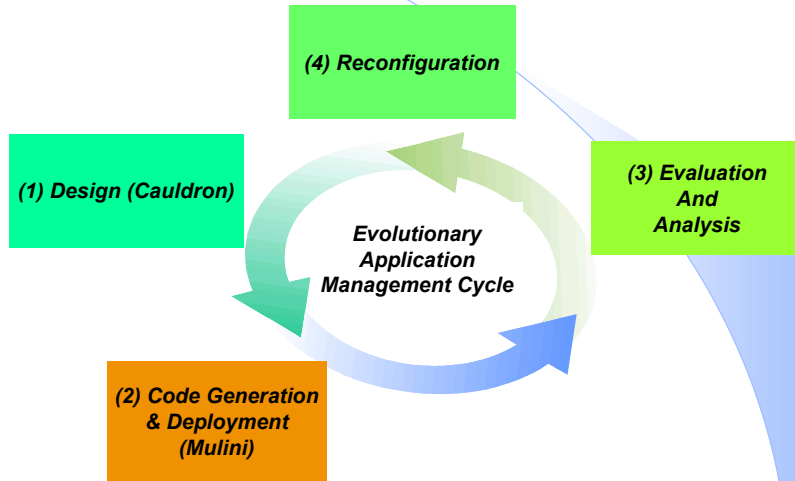 (4) Reconfiguration
(1) Design (Cauldron)
(3) Evaluation
And
Analysis
Evolutionary
Application
Management Cycle
(2) Code Generation
& Deployment
(Mulini)